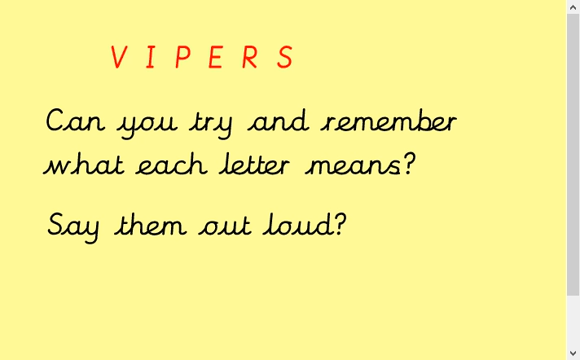 V I P E R S
Can you try and remember
what each letter means?
Say them out loud?